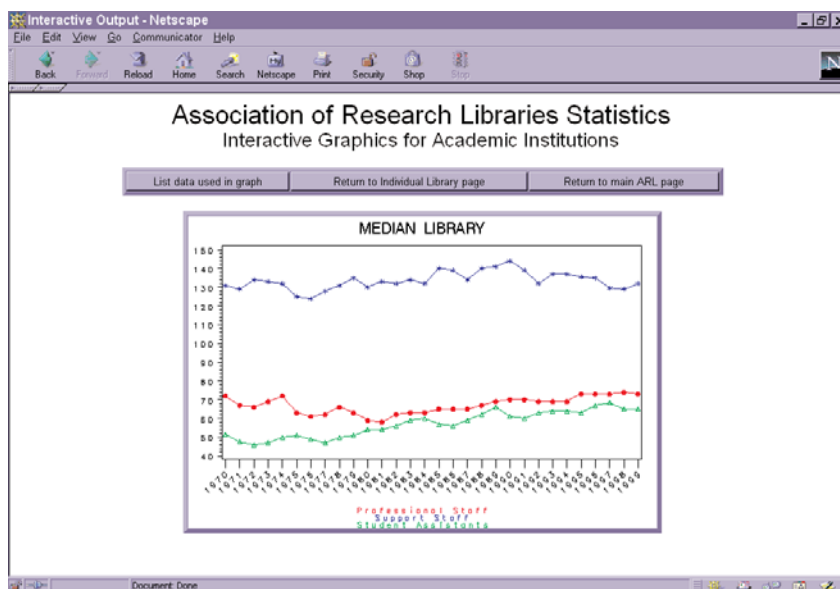 Interactive Output - Netscape
File Edit View Go Communicator Help
Back Forward Reload Home Search Netscape Print Security Shop Stop
N
Association of Research Libraries Statistics
Interactive Graphics for Academic Institutions
List data used in graph Return to Individual Library page Return to main ARL page
MEDIAN LIBRARY
150
140
130
120
110
100
90
80
70
60
50
40
1970 1971 1972 1973 1974 1975 1976 1977 1978 1979 1980 1981 1982 1983 1984 1985 1986 1987 1988 1989 1990 1991 1992 1993 1994 1995 1996 1997 1998 1999
Professional Staff
Support Staff
Student Assistants
Document: Done